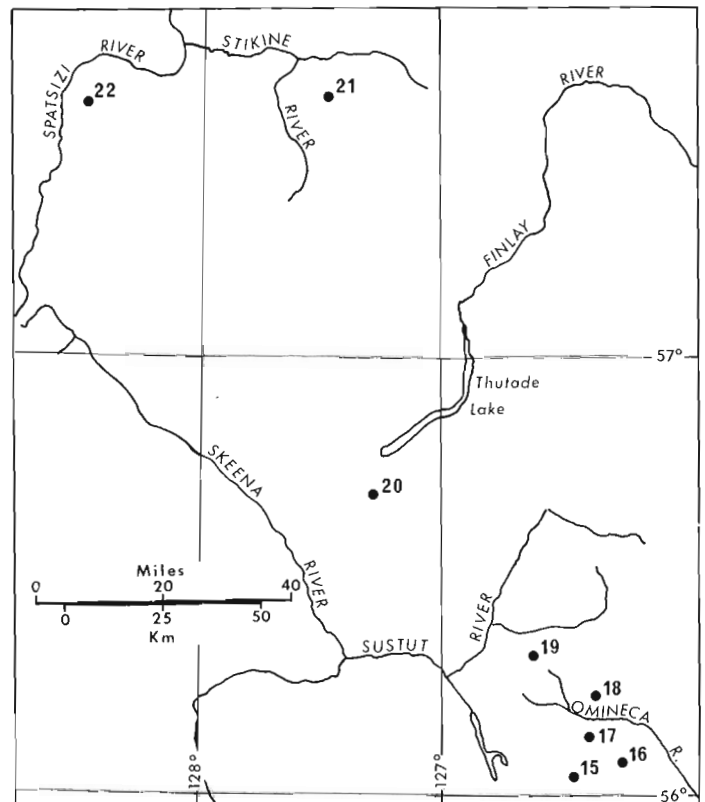 STIKINE
RIVER
RIVER
SPATSIZI
22
21
RIVER
RIVER
FINLAY
57°
Thutade
Lake
20
SKEENA
Miles
0 20 40
0 25 50
Km
RIVER
RIVER
SUSTUT
19
18
OMINECA
R.
17
16
15
128°
127°
56°